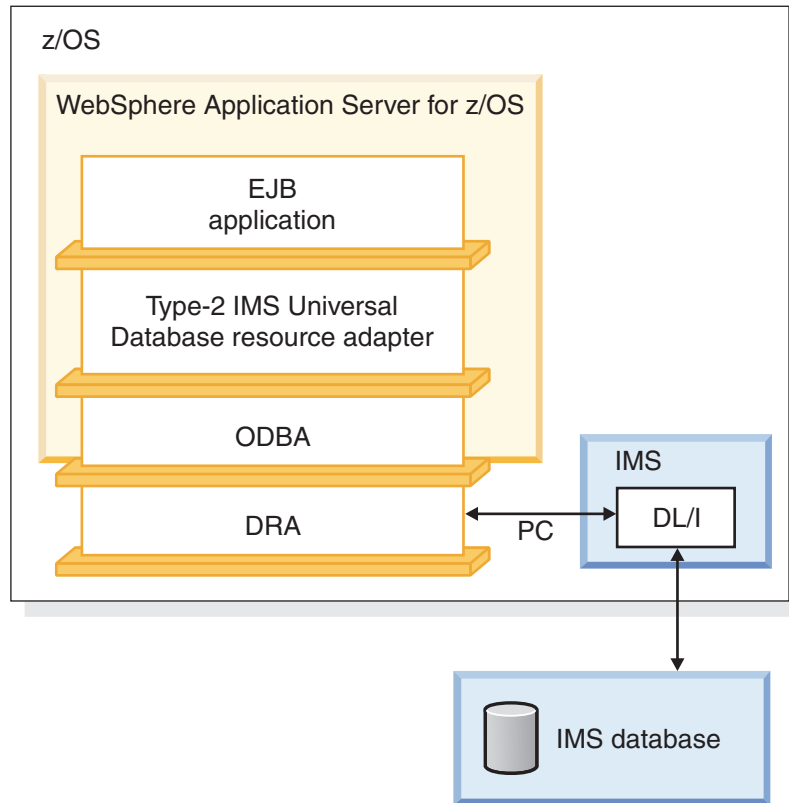 z/OS
WebSphere Application Server for z/OS
EJB
application
Type-2 IMS Universal
Database resource adapter
ODBA
DRA
PC
IMS
DL/I
IMS database